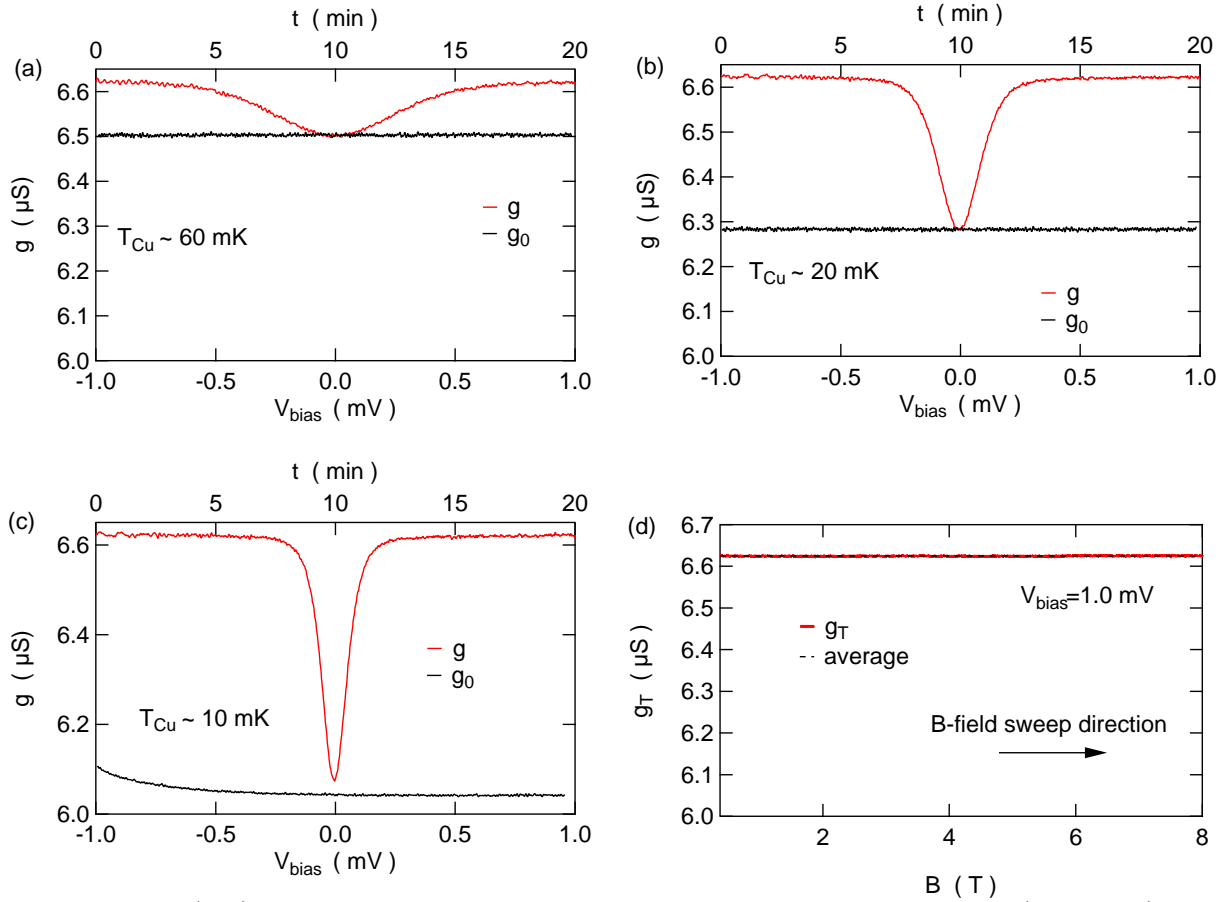 t ( min )
0 5 10 15 20
(a)
6.6
6.5
6.4
6.3
6.2
6.1
6.0
g ( µS )
g
g0
TCu ~ 60 mK
-1.0 -0.5 0.0 0.5 1.0
Vbias ( mV )
t ( min )
0 5 10 15 20
(b)
6.6
6.5
6.4
6.3
6.2
6.1
6.0
g ( µS )
TCu ~ 20 mK
g
g0
-1.0 -0.5 0.0 0.5 1.0
Vbias ( mV )
t ( min )
0 5 10 15 20
(c)
6.6
6.4
6.2
6.0
g ( µS )
g
g0
TCu ~ 10 mK
-1.0 -0.5 0.0 0.5 1.0
Vbias ( mV )
(d)
6.7
6.6
6.5
6.4
6.3
6.2
6.1
6.0
gT ( µS )
Vbias=1.0 mV
gT
average
B-field sweep direction
2 4 6 8
B ( T )